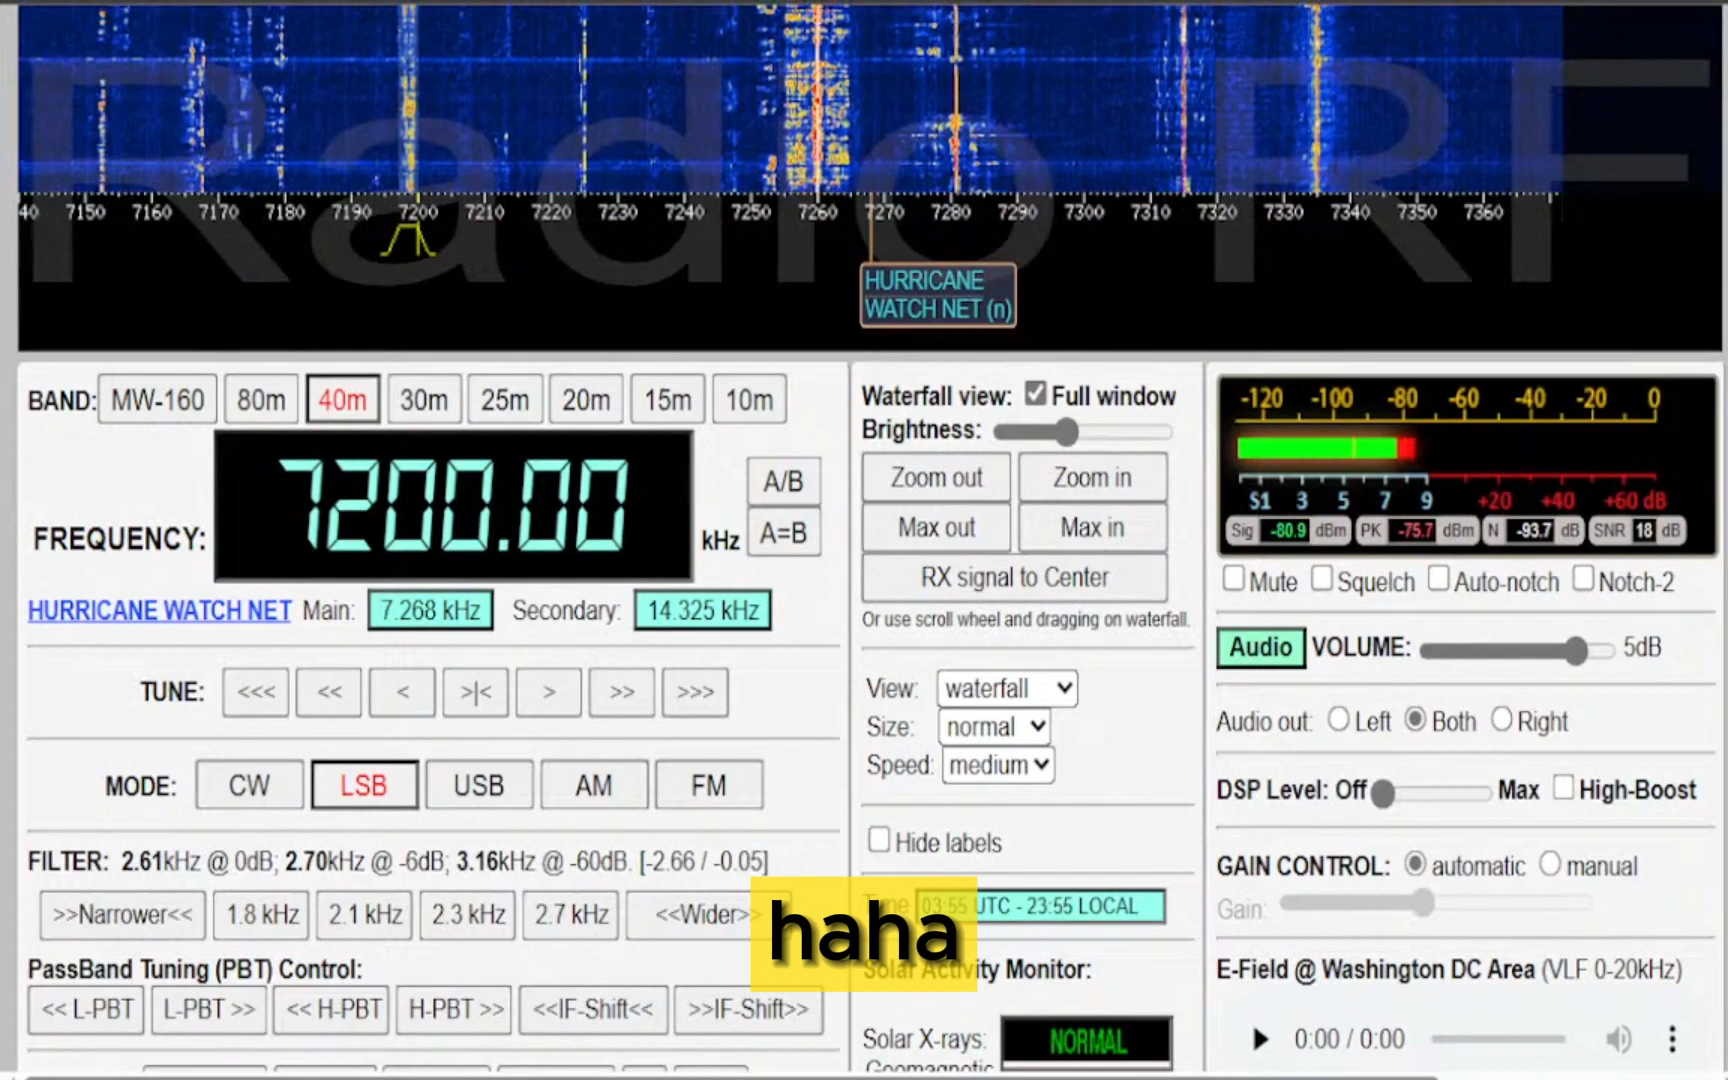 Radio RF
40 7150 7160 7170 7180 7190 7200 7210 7220 7230 7240 7250 7260 7270 7280 7290 7300 7310 7320 7330 7340 7350 7360
HURRICANE
WATCH NET (n)
BAND: MW-160 80m 40m 30m 25m 20m 15m 10m
FREQUENCY: 7200.00 kHz
A/B
A=B
HURRICANE WATCH NET Main: 7.268 kHz Secondary: 14.325 kHz
TUNE: <<< << < >|< > >> >>>
MODE: CW LSB USB AM FM
FILTER: 2.61kHz @ 0dB; 2.70kHz @ -6dB; 3.16kHz @ -60dB. [-2.66 / -0.05]
>>Narrower<< 1.8 kHz 2.1 kHz 2.3 kHz 2.7 kHz <<Wider>>
PassBand Tuning (PBT) Control:
<< L-PBT L-PBT >> << H-PBT H-PBT >> <<IF-Shift<< >>IF-Shift>>
Waterfall view: Full window
Brightness:
Zoom out Zoom in
Max out Max in
RX signal to Center
Or use scroll wheel and dragging on waterfall.
View: waterfall
Size: normal
Speed: medium
Hide labels
Time 03:55 UTC - 23:55 LOCAL
haha
Solar Activity Monitor:
Solar X-rays: NORMAL
Geomagnetic
-120 -100 -80 -60 -40 -20 0
S1 3 5 7 9 +20 +40 +60 dB
Sig -80.9 dBm PK -75.7 dBm N -93.7 dB SNR 18 dB
Mute Squelch Auto-notch Notch-2
Audio VOLUME: 5dB
Audio out: Left Both Right
DSP Level: Off Max High-Boost
GAIN CONTROL: automatic manual
Gain:
E-Field @ Washington DC Area (VLF 0-20kHz)
0:00 / 0:00